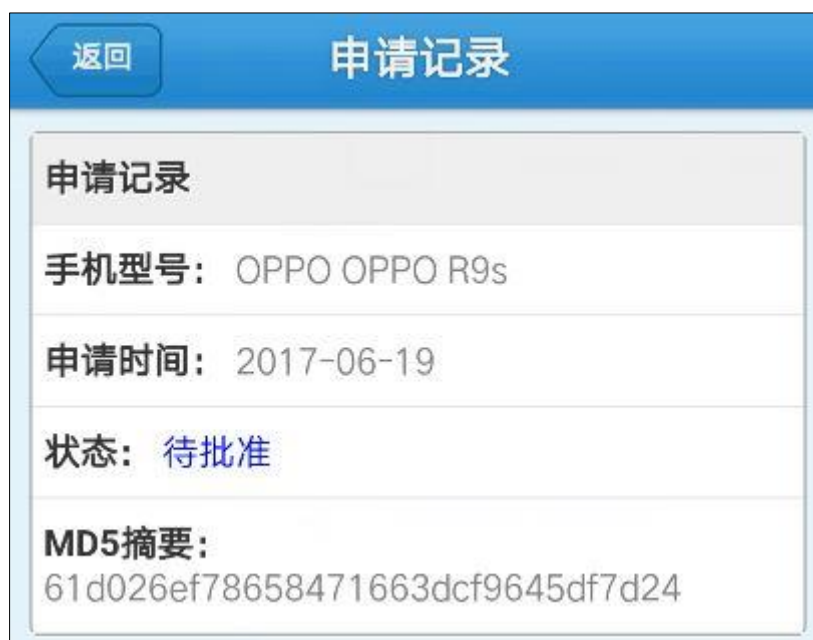 返回
申请记录
申请记录
手机型号： OPPO OPPO R9s
申请时间： 2017-06-19
状态： 待批准
MD5摘要：
61d026ef78658471663dcf9645df7d24